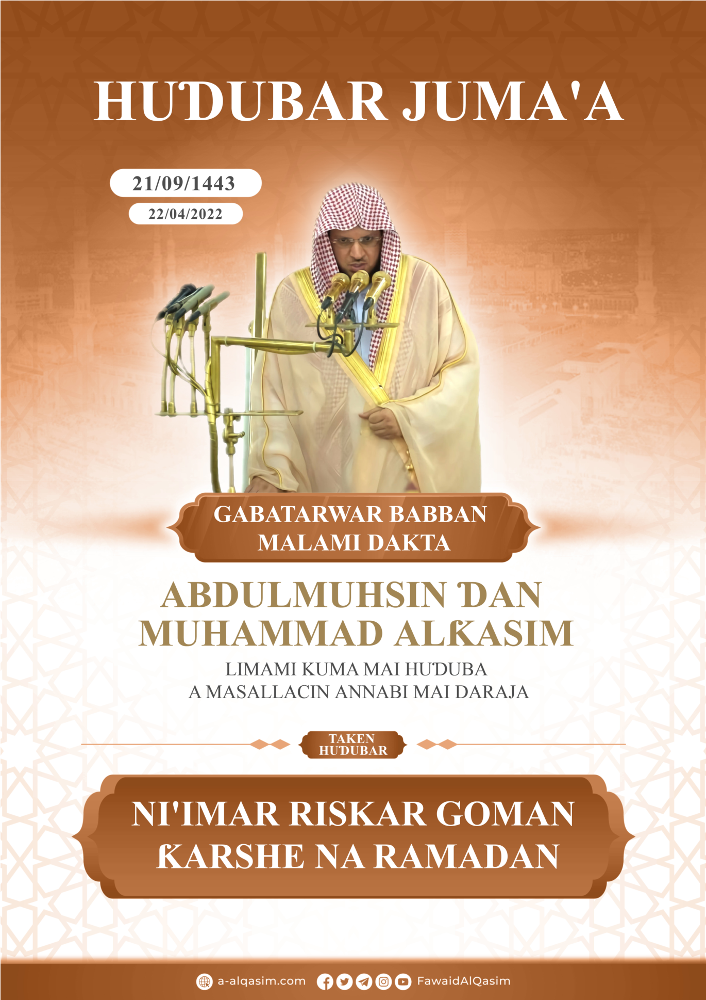 HUƊUBAR JUMA'A
21/09/1443
22/04/2022
GABATARWAR BABBAN
MALAMI DAKTA
ABDULMUHSIN ƊAN
MUHAMMAD ALƘASIM
LIMAMI KUMA MAI HUƊUBA
A MASALLACIN ANNABI MAI DARAJA
TAKEN
HUƊUBAR
NI'IMAR RISKAR GOMAN
ƘARSHE NA RAMADAN
a-alqasim.com FawaidAlQasim